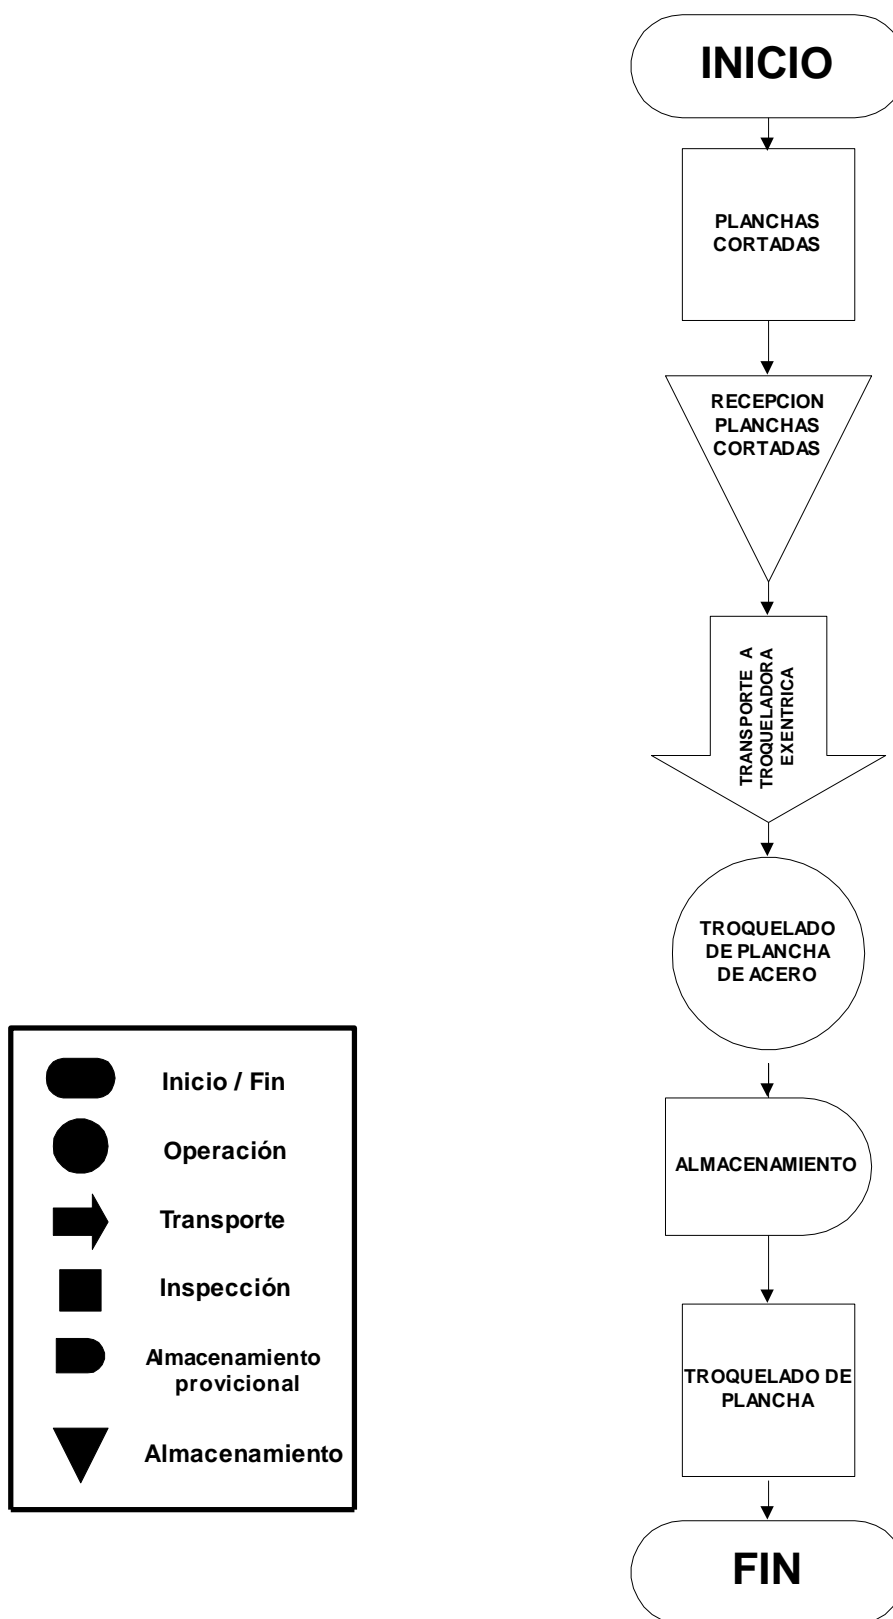 INICIO
PLANCHAS
CORTADAS
RECEPCION
PLANCHAS
CORTADAS
TRANSPORTE A
TROQUELADORA
EXENTRICA
TROQUELADO
DE PLANCHA
DE ACERO
ALMACENAMIENTO
TROQUELADO DE
PLANCHA
FIN
Inicio / Fin
Operación
Transporte
Inspección
Almacenamiento
provicional
Almacenamiento